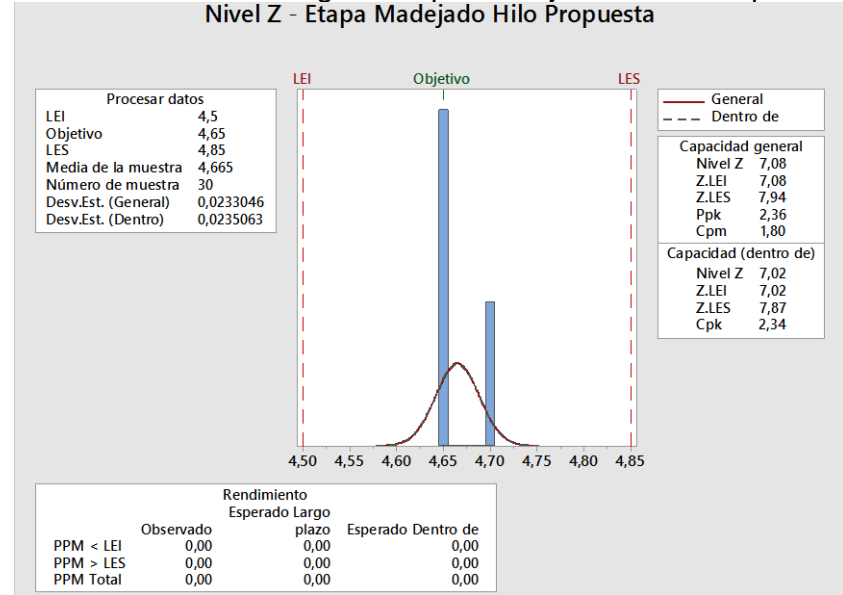 Nivel Z - Etapa Madejado Hilo Propuesta
LEI Objetivo LES
Procesar datos
LEI 4,5
Objetivo 4,65
LES 4,85
Media de la muestra 4,665
Número de muestra 30
Desv.Est. (General) 0,0233046
Desv.Est. (Dentro) 0,0235063
General
Dentro de
Capacidad general
Nivel Z 7,08
Z.LEI 7,08
Z.LES 7,94
Ppk 2,36
Cpm 1,80
Capacidad (dentro de)
Nivel Z 7,02
Z.LEI 7,02
Z.LES 7,87
Cpk 2,34
4,50 4,55 4,60 4,65 4,70 4,75 4,80 4,85
Rendimiento
Esperado Largo
Observado plazo Esperado Dentro de
PPM < LEI 0,00 0,00 0,00
PPM > LES 0,00 0,00 0,00
PPM Total 0,00 0,00 0,00